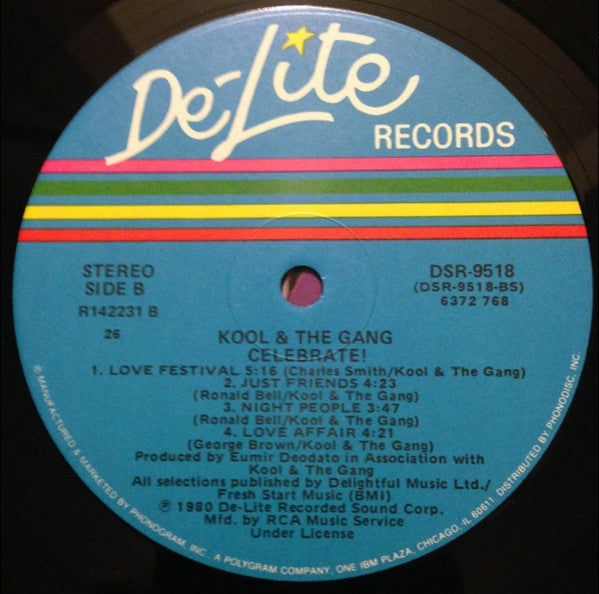 De-Lite
RECORDS
STEREO
SIDE B
R142231 B
26
DSR-9518
(DSR-9518-BS)
6372 768
KOOL & THE GANG
CELEBRATE!
1. LOVE FESTIVAL 5:16 (Charles Smith/Kool & The Gang)
2. JUST FRIENDS 4:23
(Ronald Bell/Kool & The Gang)
3. NIGHT PEOPLE 3:47
(Ronald Bell/Kool & The Gang)
4. LOVE AFFAIR 4:21
(George Brown/Kool & The Gang)
Produced by Eumir Deodato in Association with
Kool & The Gang
All selections published by Delightful Music Ltd./
Fresh Start Music (BMI)
℗ 1980 De-Lite Recorded Sound Corp.
Mfd. by RCA Music Service
Under License
® MANUFACTURED & MARKETED BY PHONOGRAM, INC. A POLYGRAM COMPANY, ONE IBM PLAZA, CHICAGO, IL 60611 DISTRIBUTED BY PHONODISC, INC.